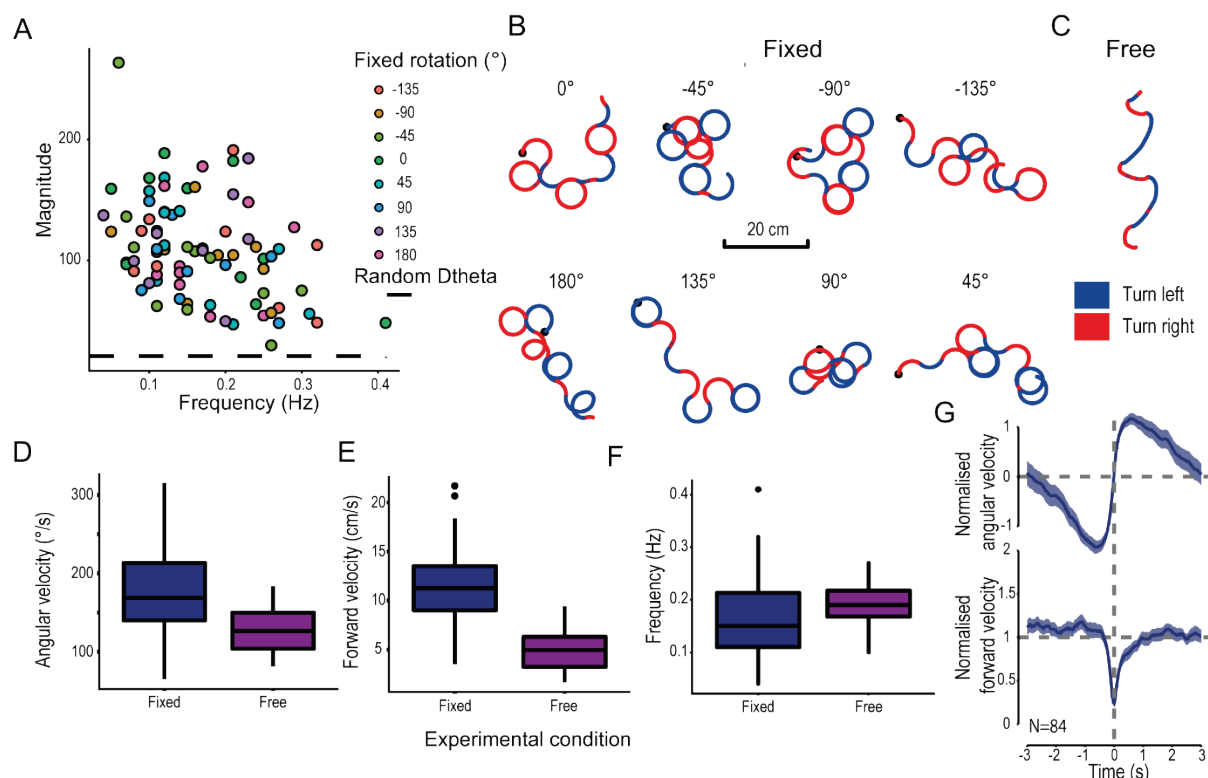 A
Magnitude
200
100
0.1
0.2
0.3
0.4
Frequency (Hz)
Fixed rotation (°)
-135
-90
-45
0
45
90
135
180
Random Dtheta
B
Fixed
0°
-45°
-90°
-135°
20 cm
180°
135°
90°
45°
C
Free
Turn left
Turn right
D
Angular velocity (°/s)
300
200
100
Fixed
Free
E
Forward velocity (cm/s)
20
15
10
5
Fixed
Free
Experimental condition
F
Frequency (Hz)
0.4
0.3
0.2
0.1
Fixed
Free
G
Normalised
angular velocity
1
0
-1
Normalised
forward velocity
2
1.5
1
0.5
0
N=84
-3
-2
-1
0
1
2
3
Time (s)